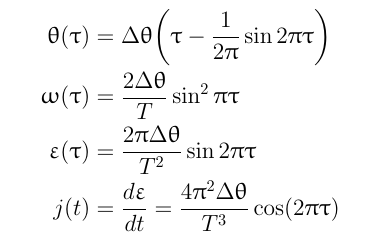 θ(τ) = Δθ(τ − 1/2π sin 2πτ)
ω(τ) = 2Δθ/T sin² πτ
ε(τ) = 2πΔθ/T² sin 2πτ
j(t) = dε/dt = 4π²Δθ/T³ cos(2πτ)